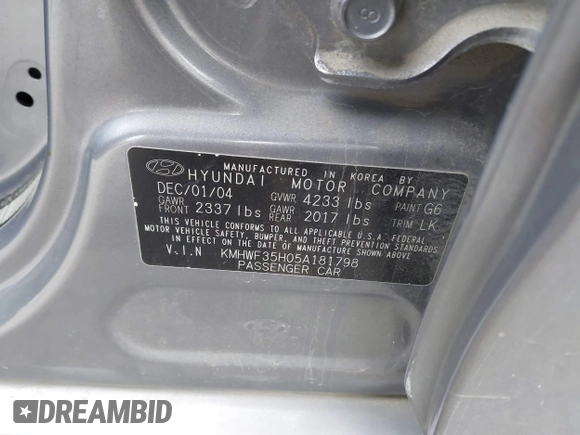 8
MANUFACTURED IN KOREA BY
HYUNDAI MOTOR COMPANY
DEC/01/04 GVWR 4233 lbs PAINT G6
GAWR FRONT 2337 lbs GAWR REAR 2017 lbs TRIM LK
THIS VEHICLE CONFORMS TO ALL APPLICABLE U.S.A. FEDERAL
MOTOR VEHICLE SAFETY, BUMPER, AND THEFT PREVENTION STANDARDS
IN EFFECT ON THE DATE OF MANUFACTURE SHOWN ABOVE
V.I.N KMHWF35H05A181798
PASSENGER CAR
DREAMBID